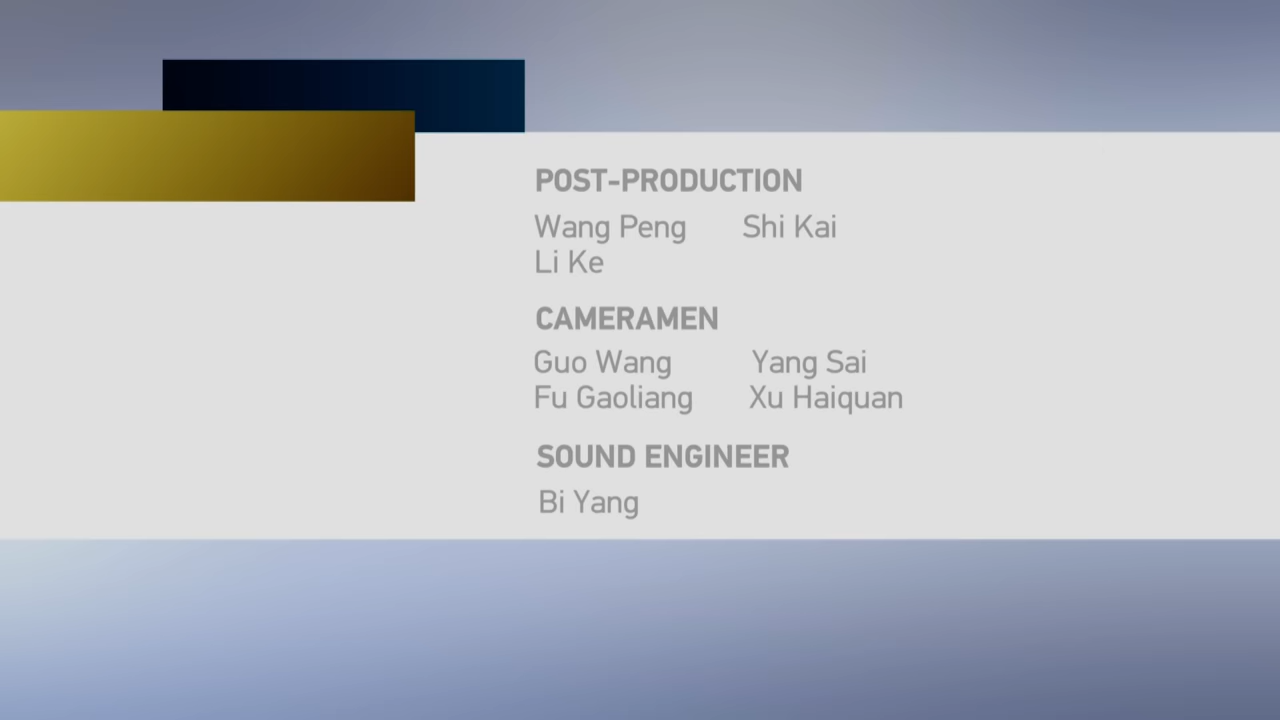 POST-PRODUCTION
Wang Peng Shi Kai
Li Ke
CAMERAMEN
Guo Wang Yang Sai
Fu Gaoliang Xu Haiquan
SOUND ENGINEER
Bi Yang